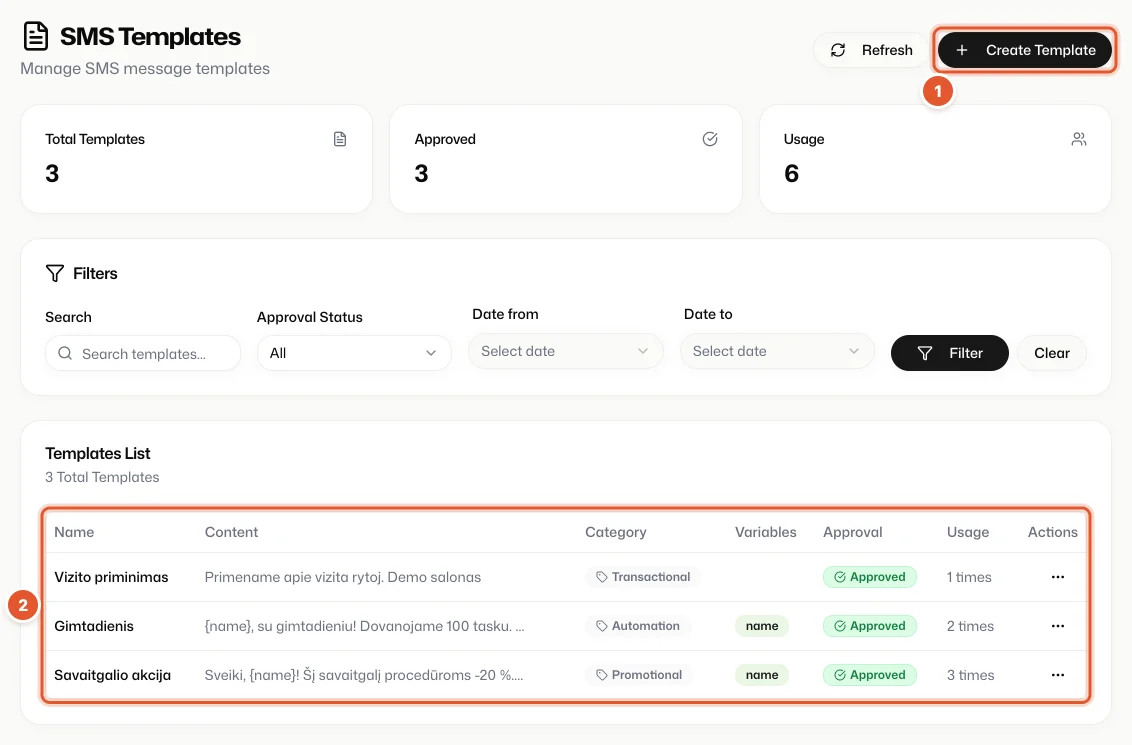 SMS Templates
Manage SMS message templates
Refresh
Create Template
1
Total Templates
3
Approved
3
Usage
6
Filters
Search
Search templates...
Approval Status
All
Date from
Select date
Date to
Select date
Filter
Clear
Templates List
3 Total Templates
2
Name Content Category Variables Approval Usage Actions
Vizito priminimas Primename apie vizita rytoj. Demo salonas Transactional Approved 1 times ...
Gimtadienis {name}, su gimtadieniu! Dovanojame 100 tasku. ... Automation name Approved 2 times ...
Savaitgalio akcija Sveiki, {name}! Šį savaitgalį procedūroms -20 %.... Promotional name Approved 3 times ...